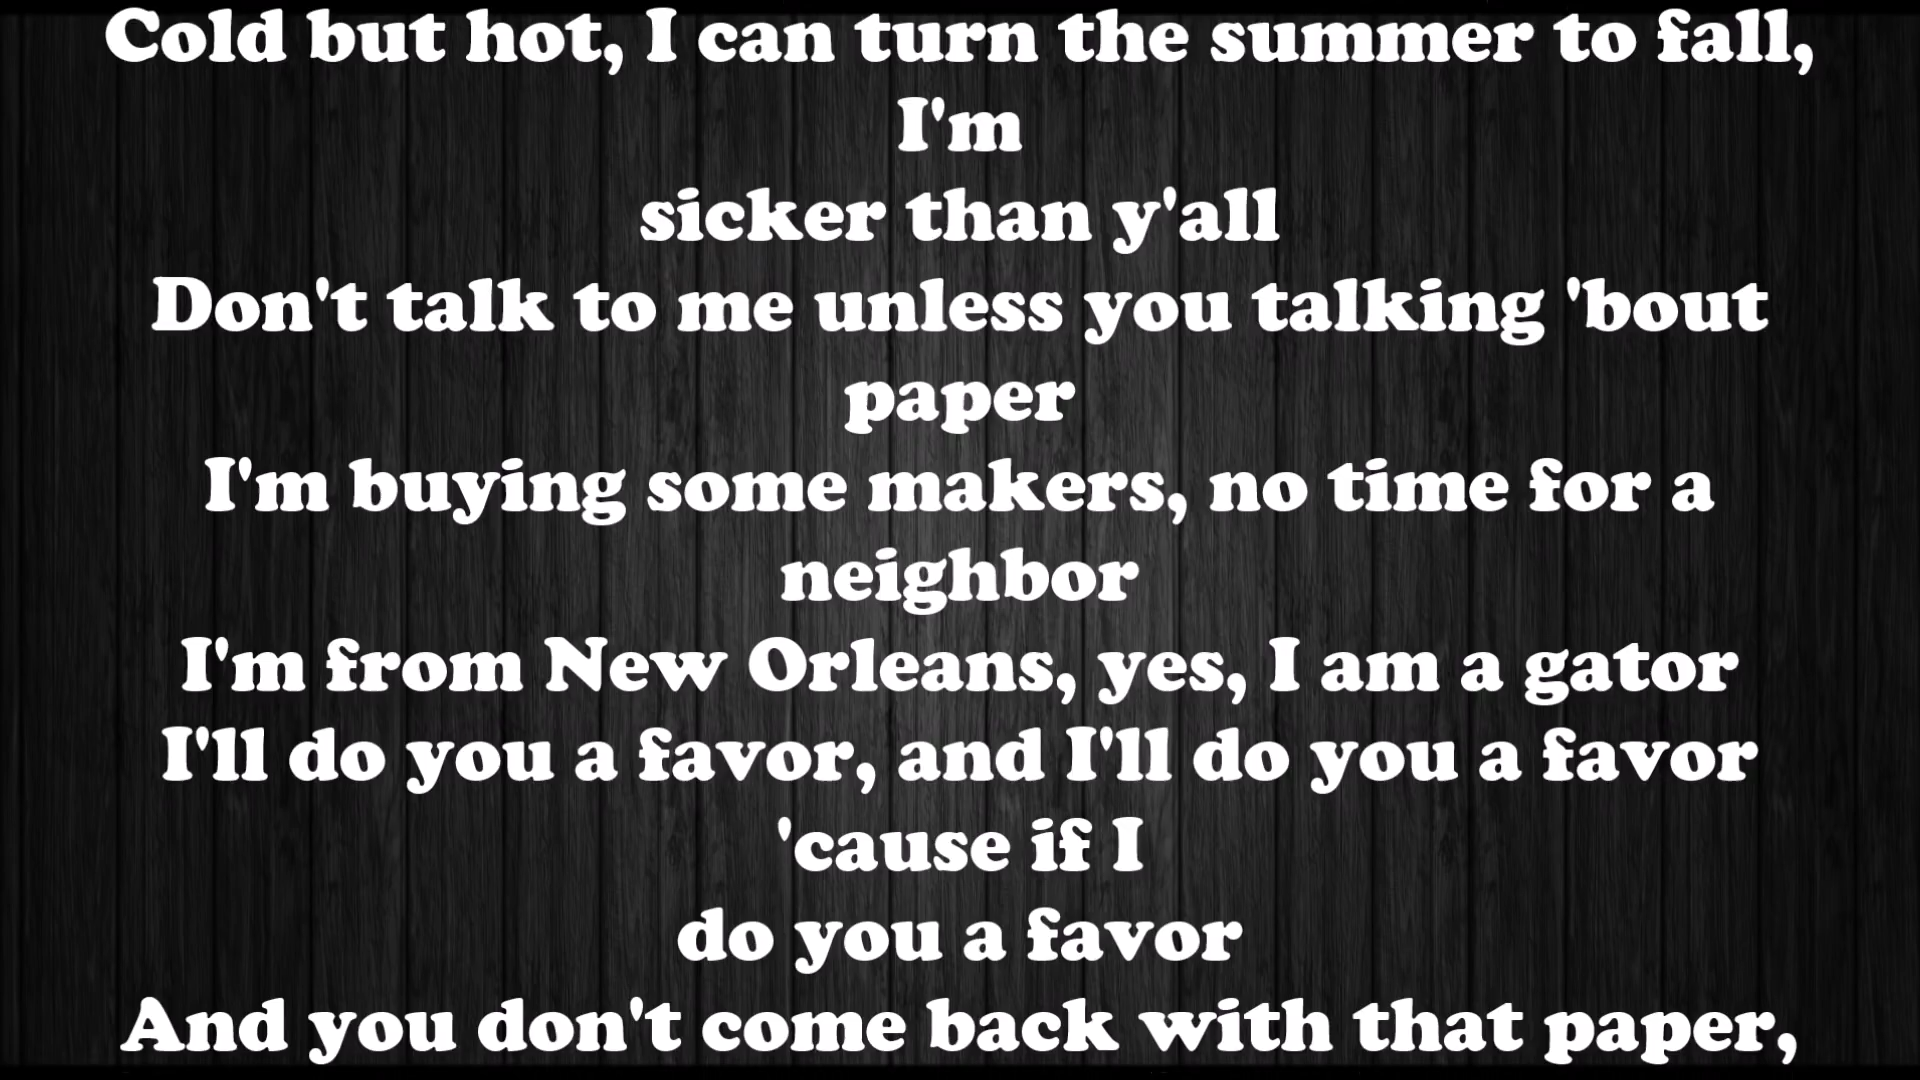 Cold but hot, I can turn the summer to fall,
I'm
sicker than y'all
Don't talk to me unless you talking 'bout
paper
I'm buying some makers, no time for a
neighbor
I'm from New Orleans, yes, I am a gator
I'll do you a favor, and I'll do you a favor
'cause if I
do you a favor
And you don't come back with that paper,